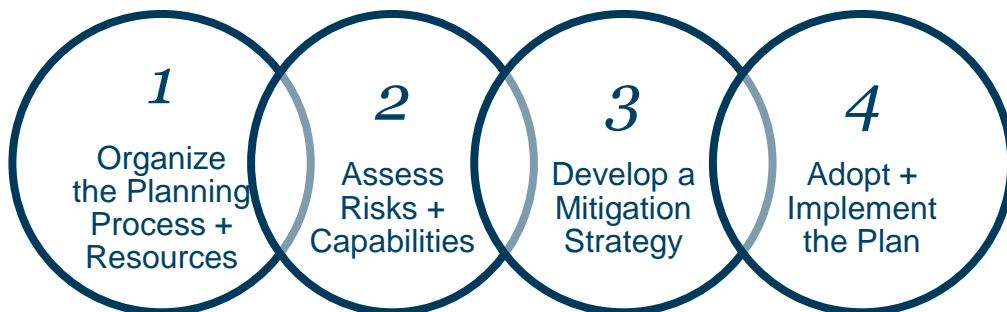 1
Organize
the Planning
Process +
Resources
2
Assess
Risks +
Capabilities
3
Develop a
Mitigation
Strategy
4
Adopt +
Implement
the Plan